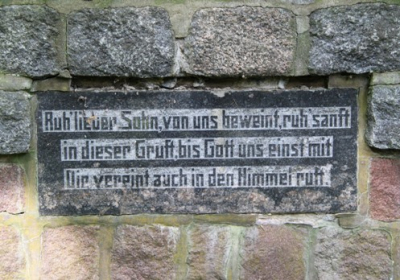 Ruh lieber Sohn, von uns beweint, ruh sanft
in dieser Gruft, bis Gott uns einst mit
Dir vereint auch in den Himmel ruft.